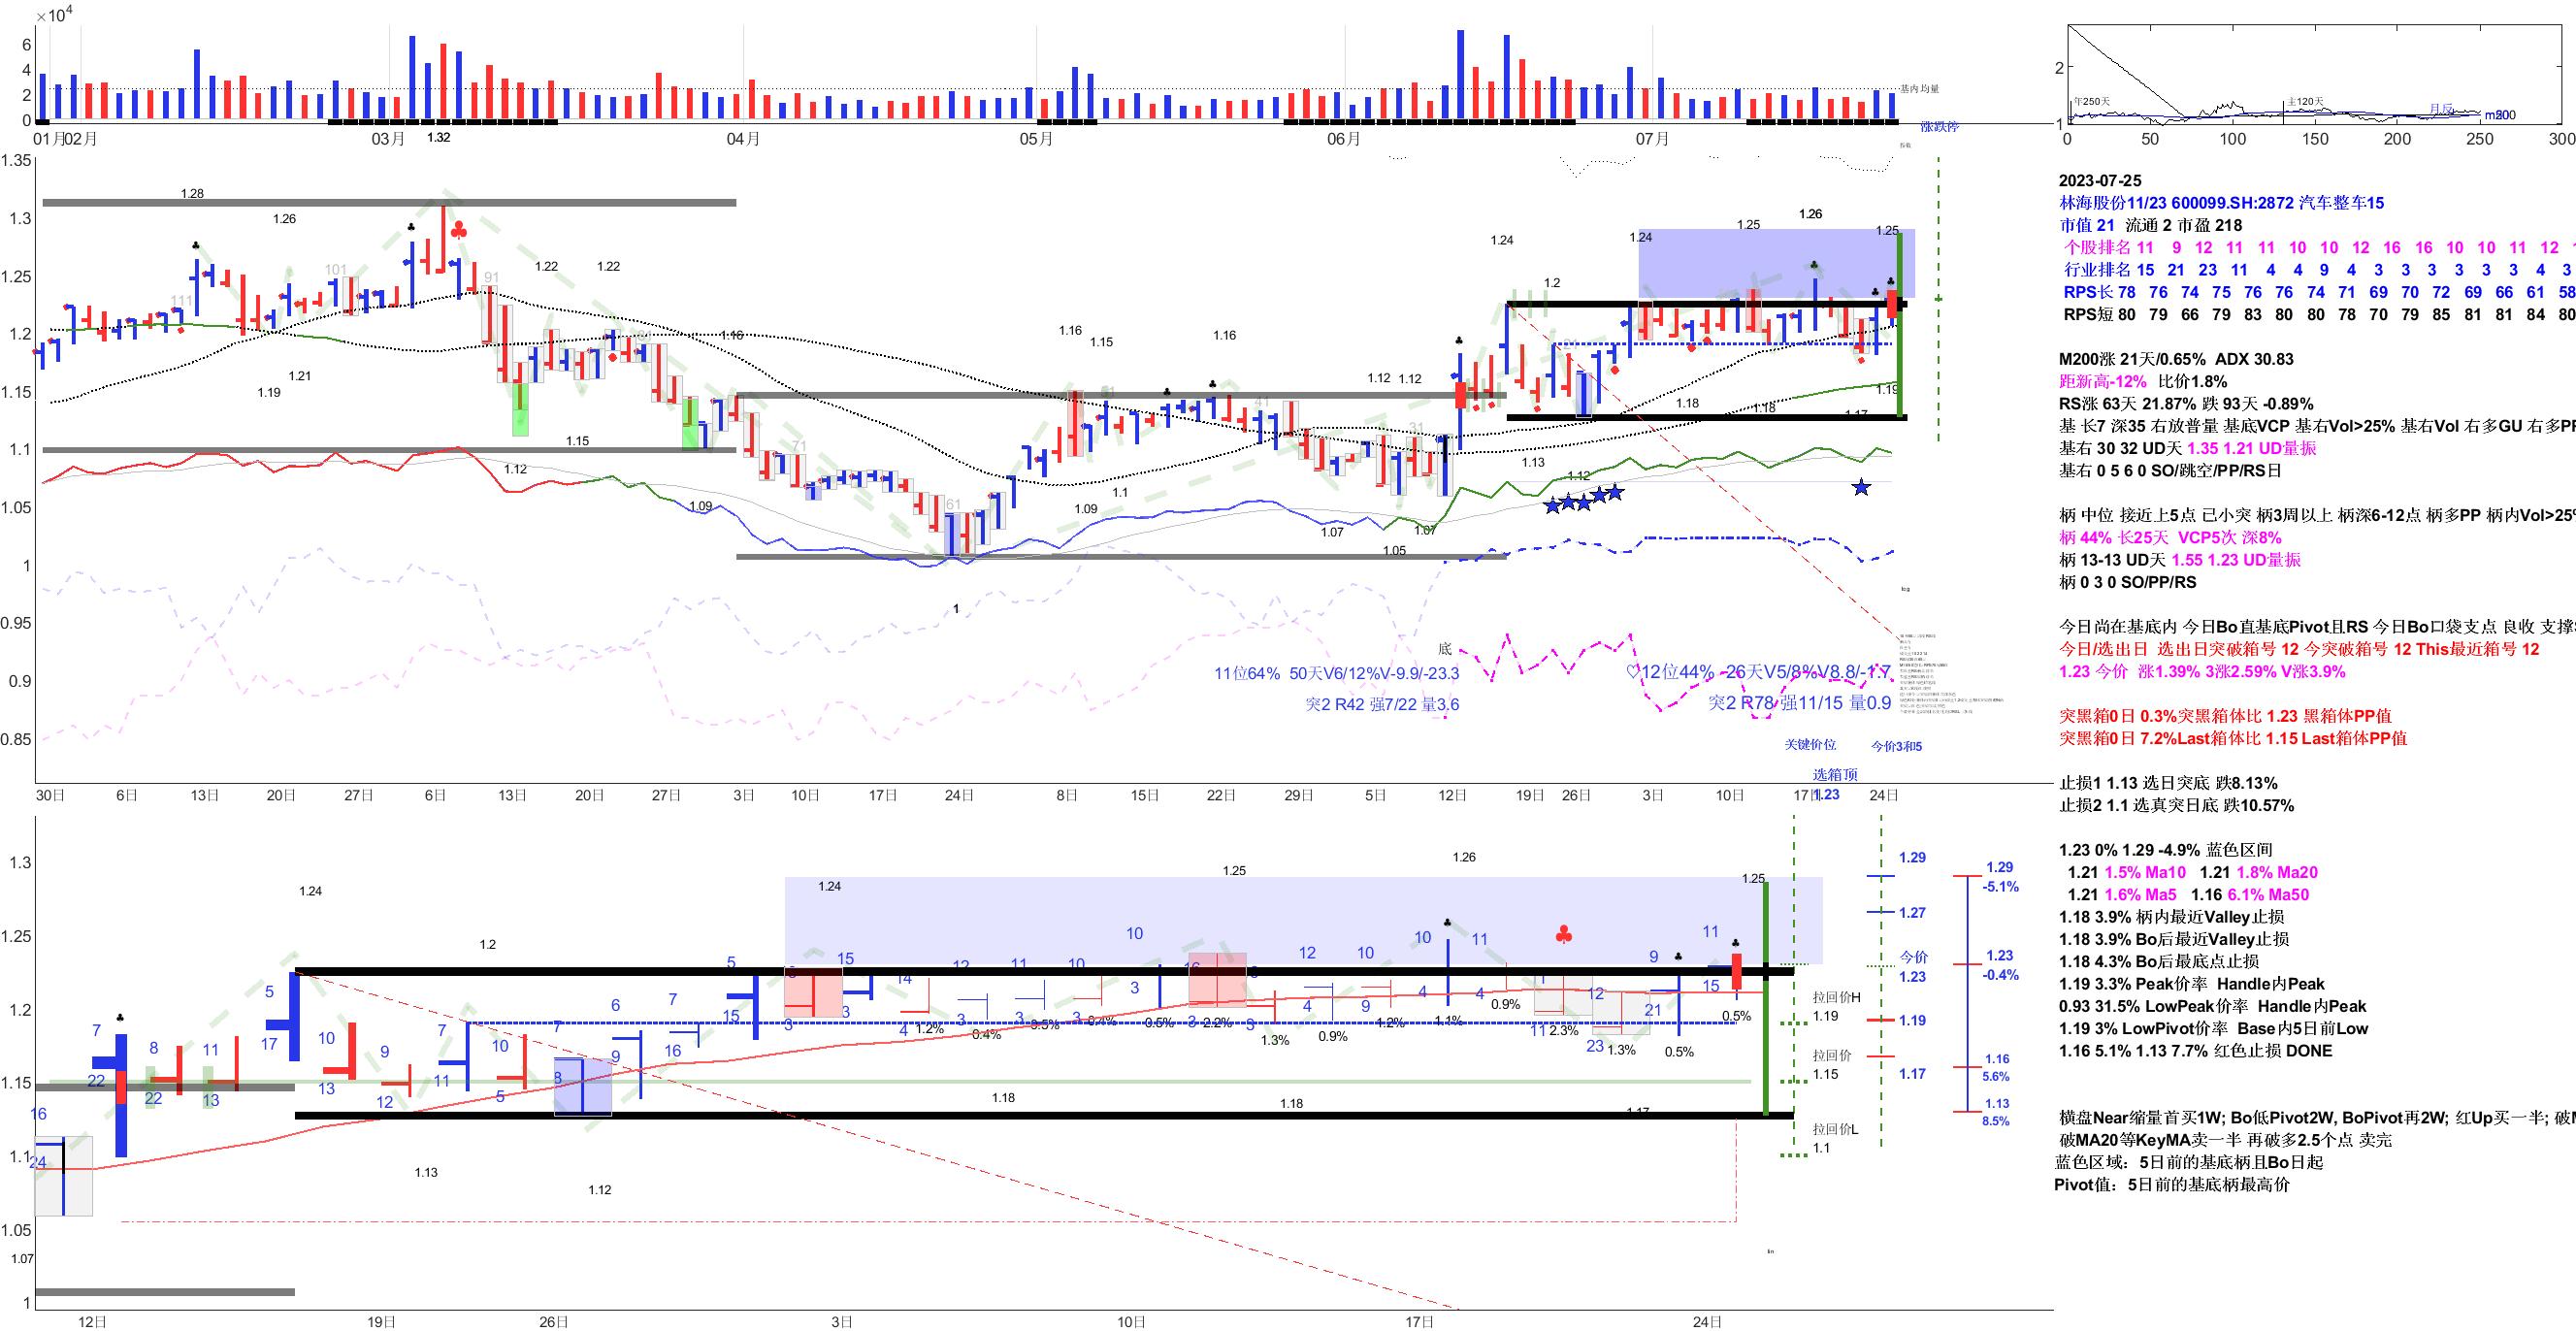 ×10⁴
6
4
2
0
基内均量
01月 02月 03月 1.32 04月 05月 06月 07月
涨跌停
2
1
年250天
主120天
月反
0 50 100 150 200 250 300
1.35
1.3
1.25
1.2
1.15
1.1
1.05
1
0.95
0.9
0.85
1.28
1.26
111
101
91
1.22 1.22
1.19
1.21
1.15
1.12
1.16
1.09
71
61
1
1.16
1.15
1.16
41
31
1.09
1.1
1.12 1.12
1.07
1.07
1.05
1.24
1.2
1.24
1.25
1.26
1.25
1.13
1.12
1.18
1.18
1.17
1.19
底
11位64% 50天V6/12%V-9.9/-23.3
突2 R42 强7/22 量3.6
♡12位44% -26天V5/8%V8.8/-1.7
突2 R78 强11/15 量0.9
关键价位 今价3和5
选箱顶
1.23
30日 6日 13日 20日 27日 6日 13日 20日 27日 3日 10日 17日 24日 8日 15日 22日 29日 5日 12日 19日 26日 3日 10日 17日 24日
1.3
1.25
1.2
1.15
1.1
1.05
1
1.07
1.24
1.2
1.24
1.25
1.26
1.25
1.13
1.12
1.18
1.18
1.17
16
24
7
22
8
22
11
13
5
17
10
13
9
12
7
11
10
5
7
8
6
9
7
16
5
15
3
15
3
14
4
1.2%
12
3
0.4%
11
3
10
3
10
3
0.5%
2.2%
3
1.3%
12
4
0.9%
10
9
1.2%
10
4
1.1%
11
4
0.9%
11
2.3%
12
23
1.3%
9
21
0.5%
11
15
0.5%
12日 19日 26日 3日 10日 17日 24日
拉回价H
1.19
拉回价
1.15
拉回价L
1.1
1.29
1.27
今价
1.23
1.19
1.17
1.29
-5.1%
1.23
-0.4%
1.16
5.6%
1.13
8.5%
2023-07-25
林海股份11/23 600099.SH:2872 汽车整车15
市值 21 流通 2 市盈 218
个股排名 11 9 12 11 11 10 10 12 16 16 10 10 11 12
行业排名 15 21 23 11 4 4 9 4 3 3 3 3 3 4 3
RPS长 78 76 74 75 76 76 74 71 69 70 72 69 66 61 58
RPS短 80 79 66 79 83 80 80 78 70 79 85 81 81 84 80
M200涨 21天/0.65% ADX 30.83
距新高-12% 比价1.8%
RS涨 63天 21.87% 跌 93天 -0.89%
基 长7 深35 右放普量 基底VCP 基右Vol>25% 基右Vol 右多GU 右多PP
基右 30 32 UD天 1.35 1.21 UD量振
基右 0 5 6 0 SO/跳空/PP/RS日
柄 中位 接近上5点 已小突 柄3周以上 柄深6-12点 柄多PP 柄内Vol>25%
柄 44% 长25天 VCP5次 深8%
柄 13-13 UD天 1.55 1.23 UD量振
柄 0 3 0 SO/PP/RS
今日尚在基底内 今日Bo直基底Pivot且RS 今日Bo口袋支点 良收 支撑
今日/选出日 选出日突破箱号 12 今突破箱号 12 This最近箱号 12
1.23 今价 涨1.39% 3涨2.59% V涨3.9%
突黑箱0日 0.3%突黑箱体比 1.23 黑箱体PP值
突黑箱0日 7.2%Last箱体比 1.15 Last箱体PP值
止损1 1.13 选日突底 跌8.13%
止损2 1.1 选真突日底 跌10.57%
1.23 0% 1.29 -4.9% 蓝色区间
1.21 1.5% Ma10 1.21 1.8% Ma20
1.21 1.6% Ma5 1.16 6.1% Ma50
1.18 3.9% 柄内最近Valley止损
1.18 3.9% Bo后最近Valley止损
1.18 4.3% Bo后最底点止损
1.19 3.3% Peak价率 Handle内Peak
0.93 31.5% LowPeak价率 Handle内Peak
1.19 3% LowPivot价率 Base内5日前Low
1.16 5.1% 1.13 7.7% 红色止损 DONE
横盘Near缩量首买1W; Bo低Pivot2W, BoPivot再2W; 红Up买一半; 破
破MA20等KeyMA卖一半 再破多2.5个点 卖完
蓝色区域：5日前的基底柄且Bo日起
Pivot值：5日前的基底柄最高价